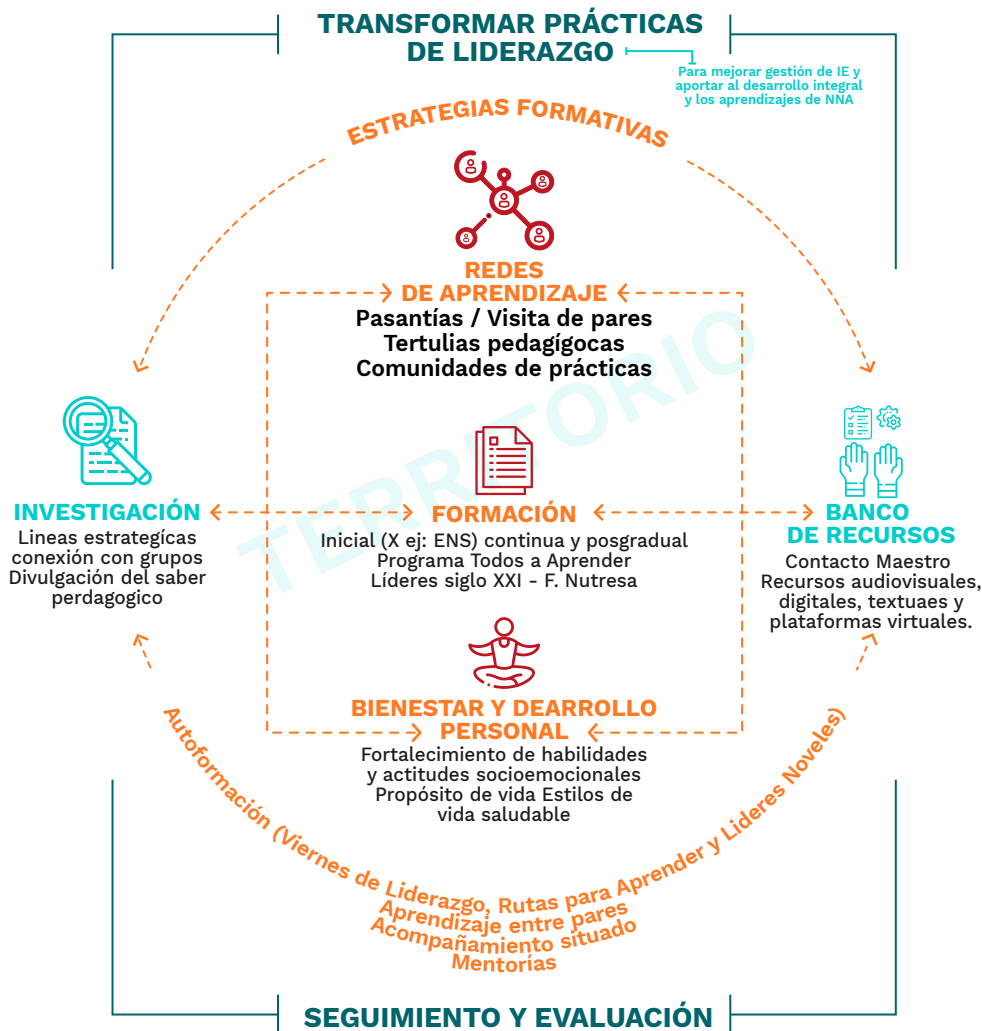 TRANSFORMAR PRÁCTICAS
DE LIDERAZGO
Para mejorar gestión de IE y
aportar al desarrollo integral
y los aprendizajes de NNA
ESTRATEGIAS FORMATIVAS
REDES
DE APRENDIZAJE
Pasantías / Visita de pares
Tertulias pedagígocas
Comunidades de prácticas
TERRITORIO
INVESTIGACIÓN
Lineas estrategícas
conexión con grupos
Divulgación del saber
perdagogico
FORMACIÓN
Inicial (X ej: ENS) continua y posgradual
Programa Todos a Aprender
Líderes siglo XXI - F. Nutresa
BANCO
DE RECURSOS
Contacto Maestro
Recursos audiovisuales,
digitales, textuaes y
plataformas virtuales.
BIENESTAR Y DEARROLLO
PERSONAL
Fortalecimiento de habilidades
y actitudes socioemocionales
Propósito de vida Estilos de
vida saludable
Autoformación (Viernes de Liderazgo, Rutas para Aprender y Lideres Noveles)
Aprendizaje entre pares
Acompañamiento situado
Mentorías
SEGUIMIENTO Y EVALUACIÓN